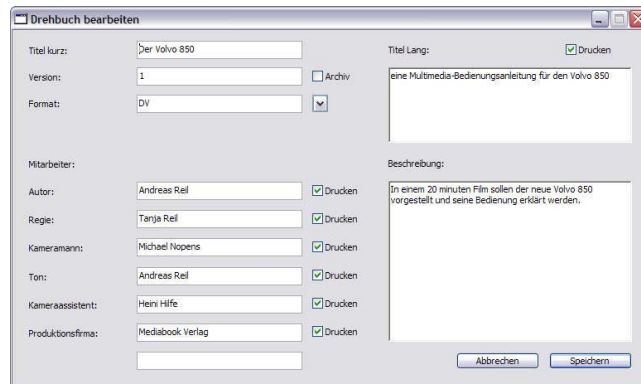 Drehbuch bearbeiten
Titel kurz: Der Volvo 850
Version: 1 Archiv
Format: DV
Titel Lang: Drucken
eine Multimedia-Bedienungsanleitung für den Volvo 850
Mitarbeiter:
Autor: Andreas Reil Drucken
Regie: Tanja Reil Drucken
Kameramann: Michael Nopens Drucken
Ton: Andreas Reil Drucken
Kameraassistent: Heini Hilfe Drucken
Produktionsfirma: Mediabook Verlag Drucken
Beschreibung:
In einem 20 minuten Film sollen der neue Volvo 850
vorgestellt und seine Bedienung erklärt werden.
Abbrechen Speichern